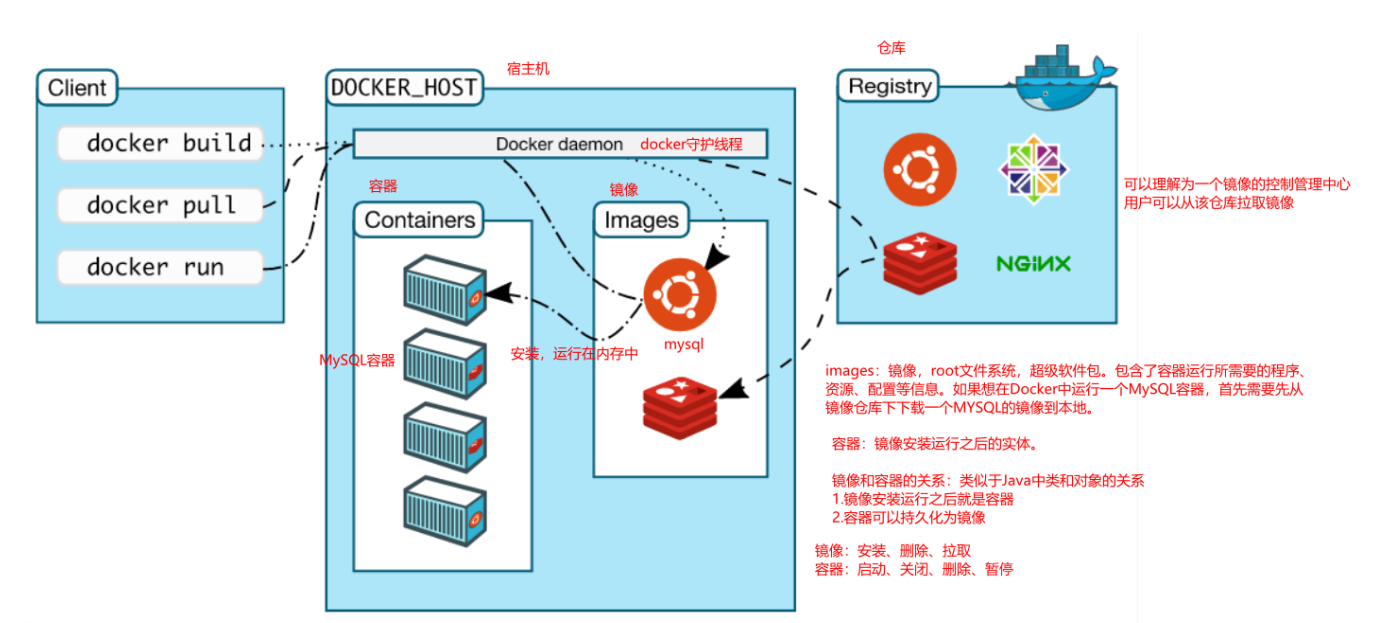 仓库
宿主机
Client
DOCKER_HOST
Registry
docker build
Docker daemon
docker守护线程
docker pull
容器
镜像
可以理解为一个镜像的控制管理中心
用户可以从该仓库拉取镜像
Containers
Images
docker run
NGiNX
mysql
安装，运行在内存中
MySQL容器
images：镜像，root文件系统，超级软件包。包含了容器运行所需要的程序、
资源、配置等信息。如果想在Docker中运行一个MySQL容器，首先需要先从
镜像仓库下下载一个MYSQL的镜像到本地。
容器：镜像安装运行之后的实体。
镜像和容器的关系：类似于Java中类和对象的关系
1.镜像安装运行之后就是容器
2.容器可以持久化为镜像
镜像：安装、删除、拉取
容器：启动、关闭、删除、暂停